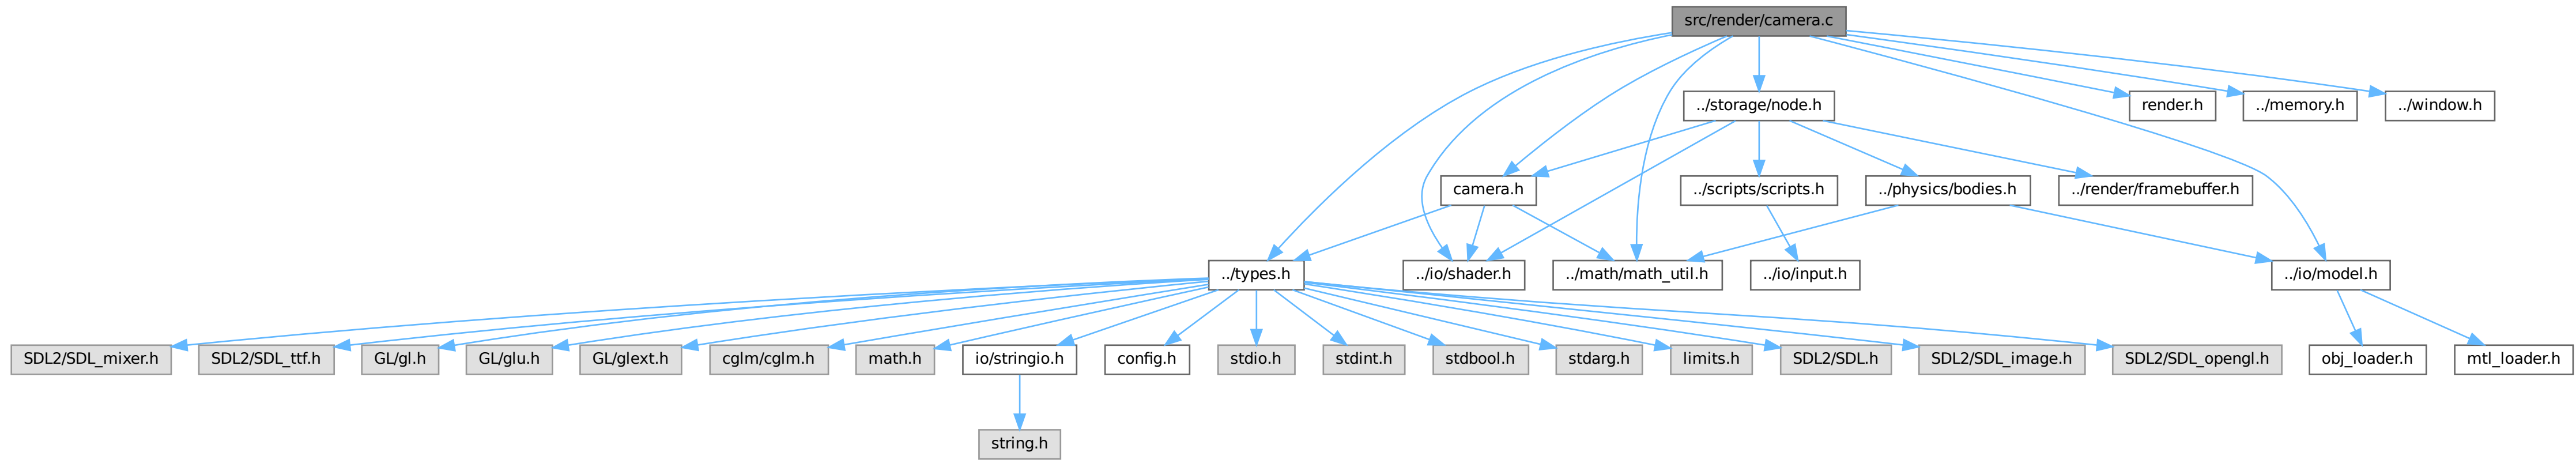 src/render/camera.c
../storage/node.h
render.h
../memory.h
../window.h
camera.h
../scripts/scripts.h
../physics/bodies.h
../render/framebuffer.h
../types.h
../io/shader.h
../math/math_util.h
../io/input.h
../io/model.h
SDL2/SDL_mixer.h
SDL2/SDL_ttf.h
GL/gl.h
GL/glu.h
GL/glext.h
cglm/cglm.h
math.h
io/stringio.h
config.h
stdio.h
stdint.h
stdbool.h
stdarg.h
limits.h
SDL2/SDL.h
SDL2/SDL_image.h
SDL2/SDL_opengl.h
obj_loader.h
mtl_loader.h
string.h